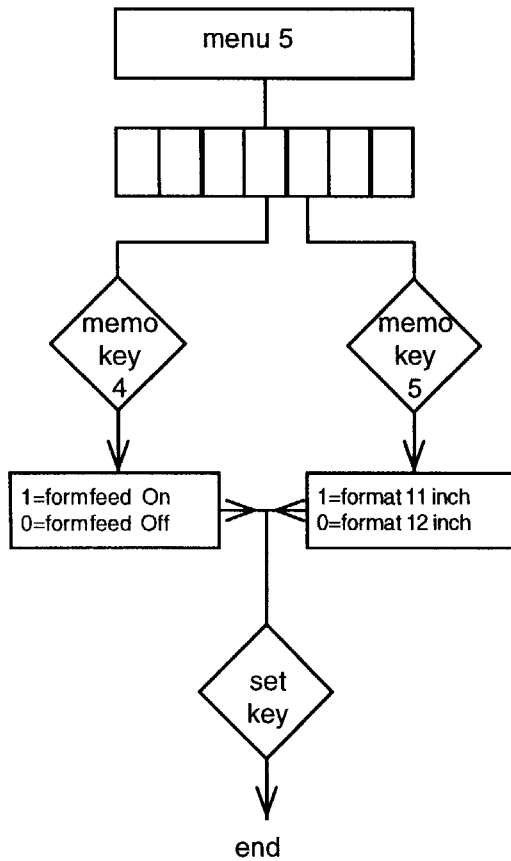 menu 5
memo
key
4
memo
key
5
1=formfeed On
0=formfeed Off
1=format 11 inch
0=format 12 inch
set
key
end